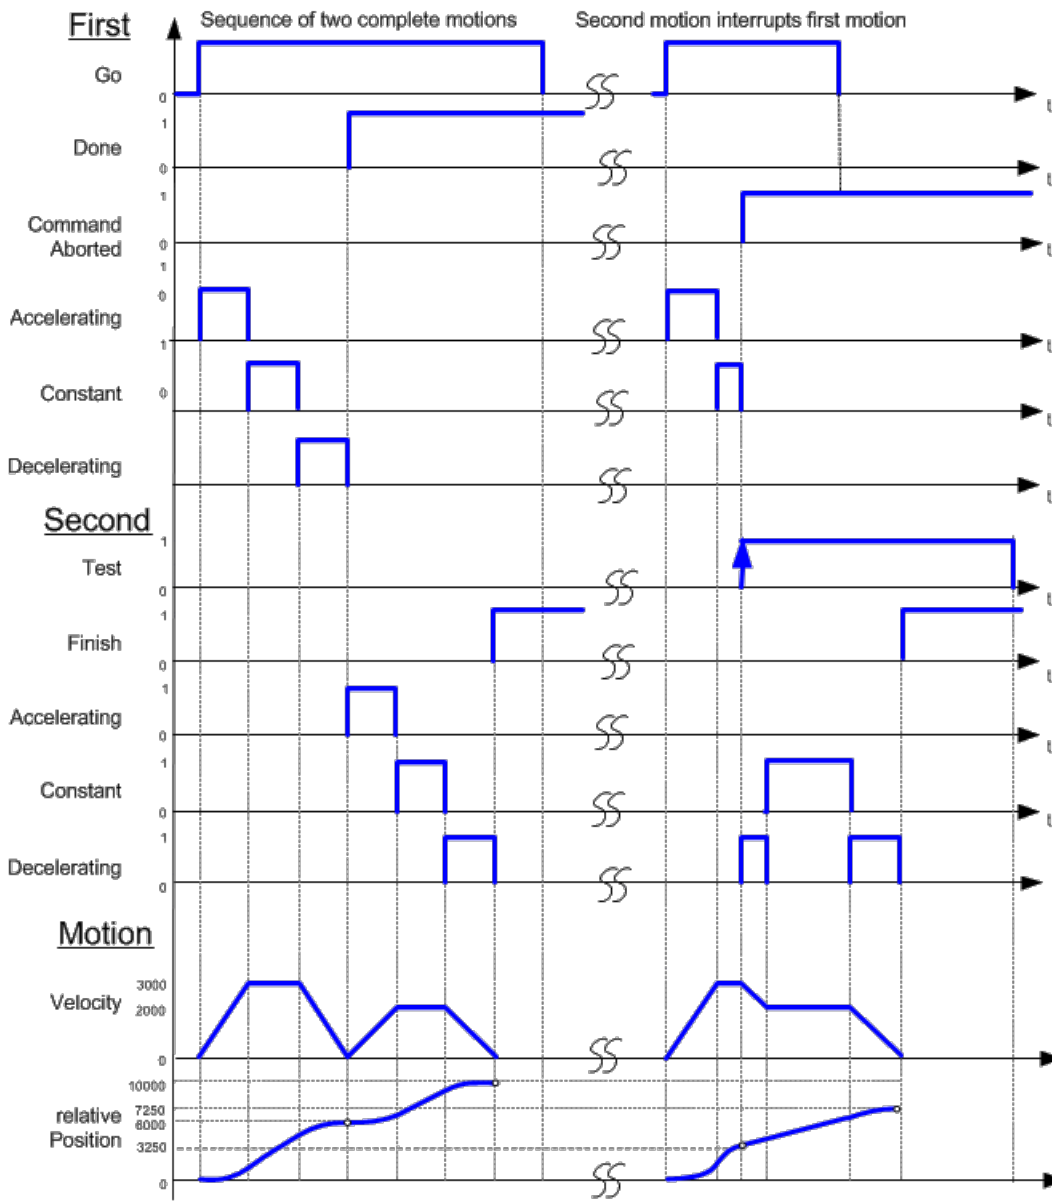 First
Sequence of two complete motions
Second motion interrupts first motion
Go
0
t
1
Done
0
t
1
Command
Aborted
0
t
1
0
Accelerating
1
t
Constant
0
t
Decelerating
t
Second
1
Test
0
t
1
Finish
0
t
1
Accelerating
0
t
1
Constant
0
t
1
Decelerating
0
Motion
3000
Velocity
2000
0
10000
7250
relative
6000
Position
3250
0